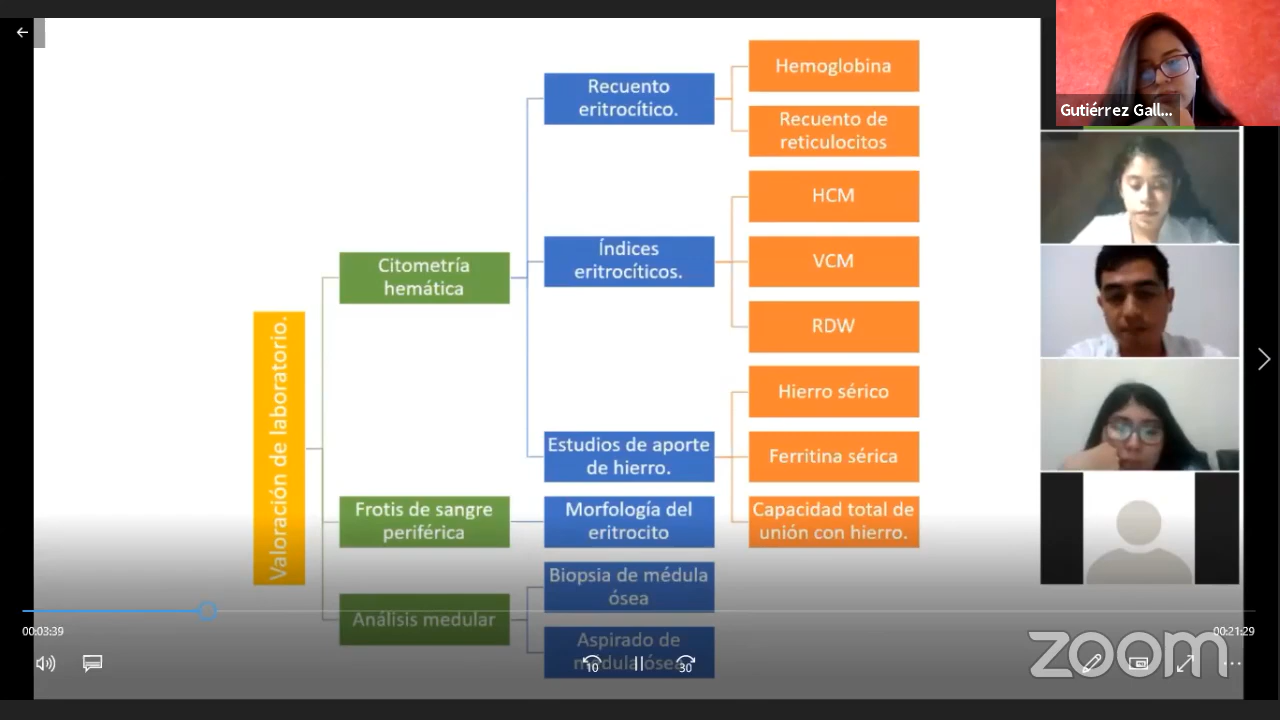 Hemoglobina
Recuento
eritrocítico.
Recuento de
reticulocitos
HCM
Índices
eritrocíticos.
VCM
RDW
Citometría
hemática
Valoración de laboratorio.
Hierro sérico
Estudios de aporte
de hierro.
Ferritina sérica
Frotis de sangre
periférica
Morfología del
eritrocito
Capacidad total de
unión con hierro.
Análisis medular
Biopsia de médula
ósea
Aspirado de
médula ósea
Gutiérrez Gall...
00:03:39
00:21:29
10
30
zoom